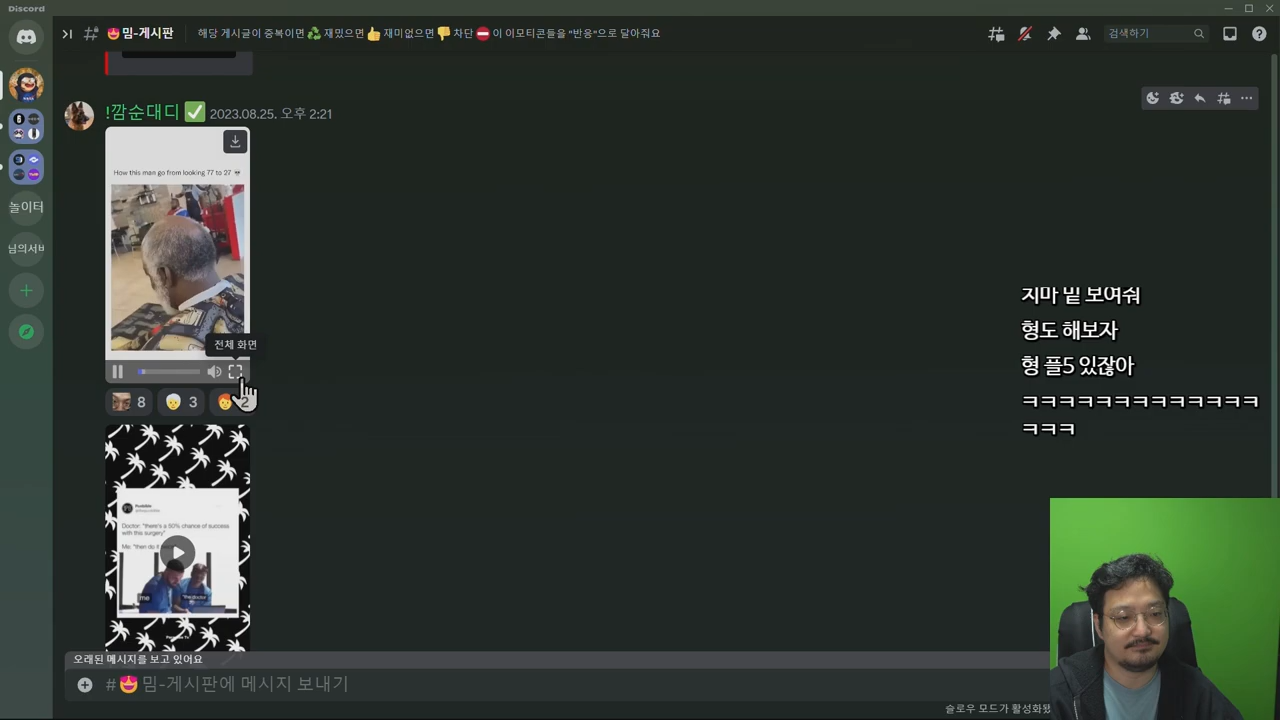 Discord
😍밈-게시판
해당 게시글이 중복이면 ♻️ 재밌으면 👍 재미없으면 👎 차단 ⛔ 이 이모티콘들을 "반응"으로 달아줘요
검색하기
!깜순대디 ✅ 2023.08.25. 오후 2:21
How this man go from looking 77 to 27 💀
놀이터
님의서버
전체 화면
8
3
2
지마 밑 보여줘
형도 해보자
형 플5 있잖아
ㅋㅋㅋㅋㅋㅋㅋㅋㅋㅋㅋㅋㅋ
ㅋㅋㅋ
Doctor: "there's a 50% chance of success
with this surgery"
me
오래된 메시지를 보고 있어요
#😍밈-게시판에 메시지 보내기
슬로우 모드가 활성화됐